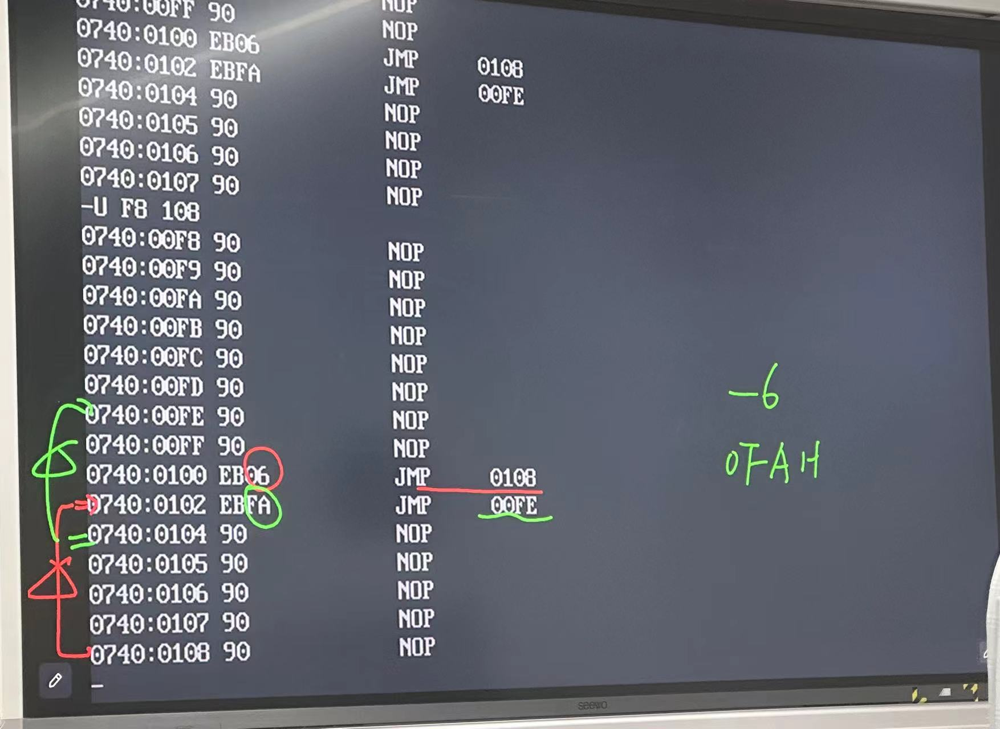 0740:00FF 90 NOP
0740:0100 EB06 JMP 0108
0740:0102 EBFA JMP 00FE
0740:0104 90 NOP
0740:0105 90 NOP
0740:0106 90 NOP
0740:0107 90 NOP
-U F8 108
0740:00F8 90 NOP
0740:00F9 90 NOP
0740:00FA 90 NOP
0740:00FB 90 NOP
0740:00FC 90 NOP
0740:00FD 90 NOP
0740:00FE 90 NOP
0740:00FF 90 NOP
0740:0100 EB06 JMP 0108
0740:0102 EBFA JMP 00FE
0740:0104 90 NOP
0740:0105 90 NOP
0740:0106 90 NOP
0740:0107 90 NOP
0740:0108 90 NOP
-
-6
0FAH
seewo